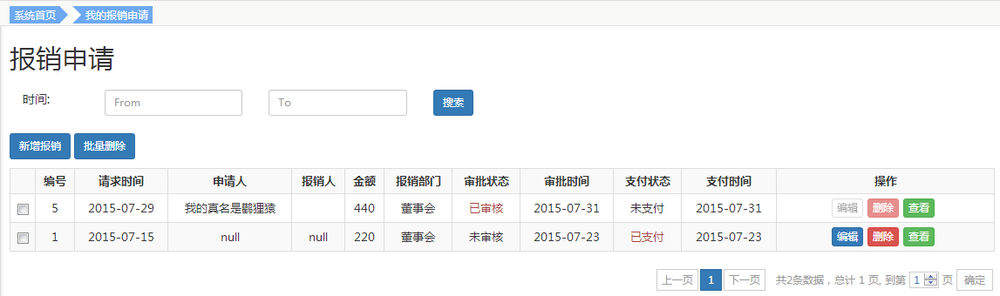 系统首页 我的报销申请
报销申请
时间: From To 搜索
新增报销 批量删除
编号 请求时间 申请人 报销人 金额 报销部门 审批状态 审批时间 支付状态 支付时间 操作
5 2015-07-29 我的真名是鹳狸猿 440 董事会 已审核 2015-07-31 未支付 2015-07-31 编辑 删除 查看
1 2015-07-15 null null 220 董事会 未审核 2015-07-23 已支付 2015-07-23 编辑 删除 查看
上一页 1 下一页 共2条数据，总计 1 页, 到第 1 页 确定